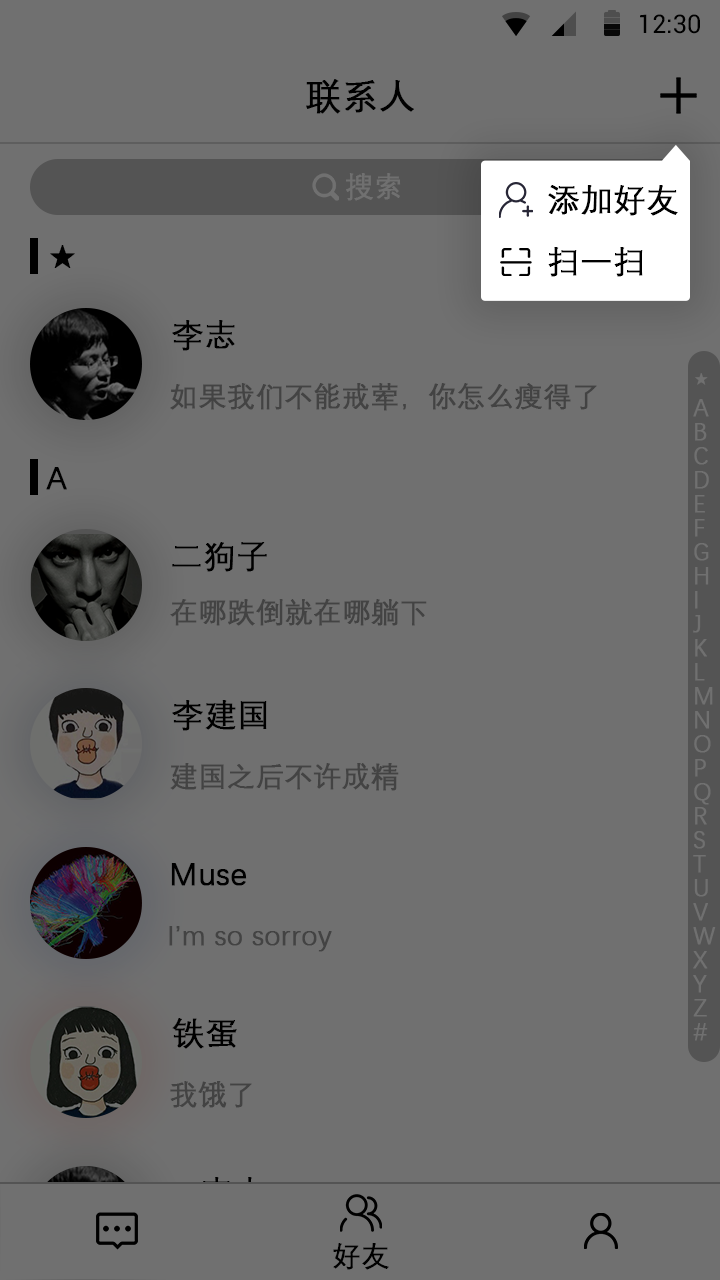 12:30
联系人
搜索
添加好友
扫一扫
★
李志
如果我们不能戒荤，你怎么瘦得了
A
二狗子
在哪跌倒就在哪躺下
李建国
建国之后不许成精
Muse
I'm so sorroy
铁蛋
我饿了
★
A
B
C
D
E
F
G
H
I
J
K
L
M
N
O
P
Q
R
S
T
U
V
W
X
Y
Z
#
好友